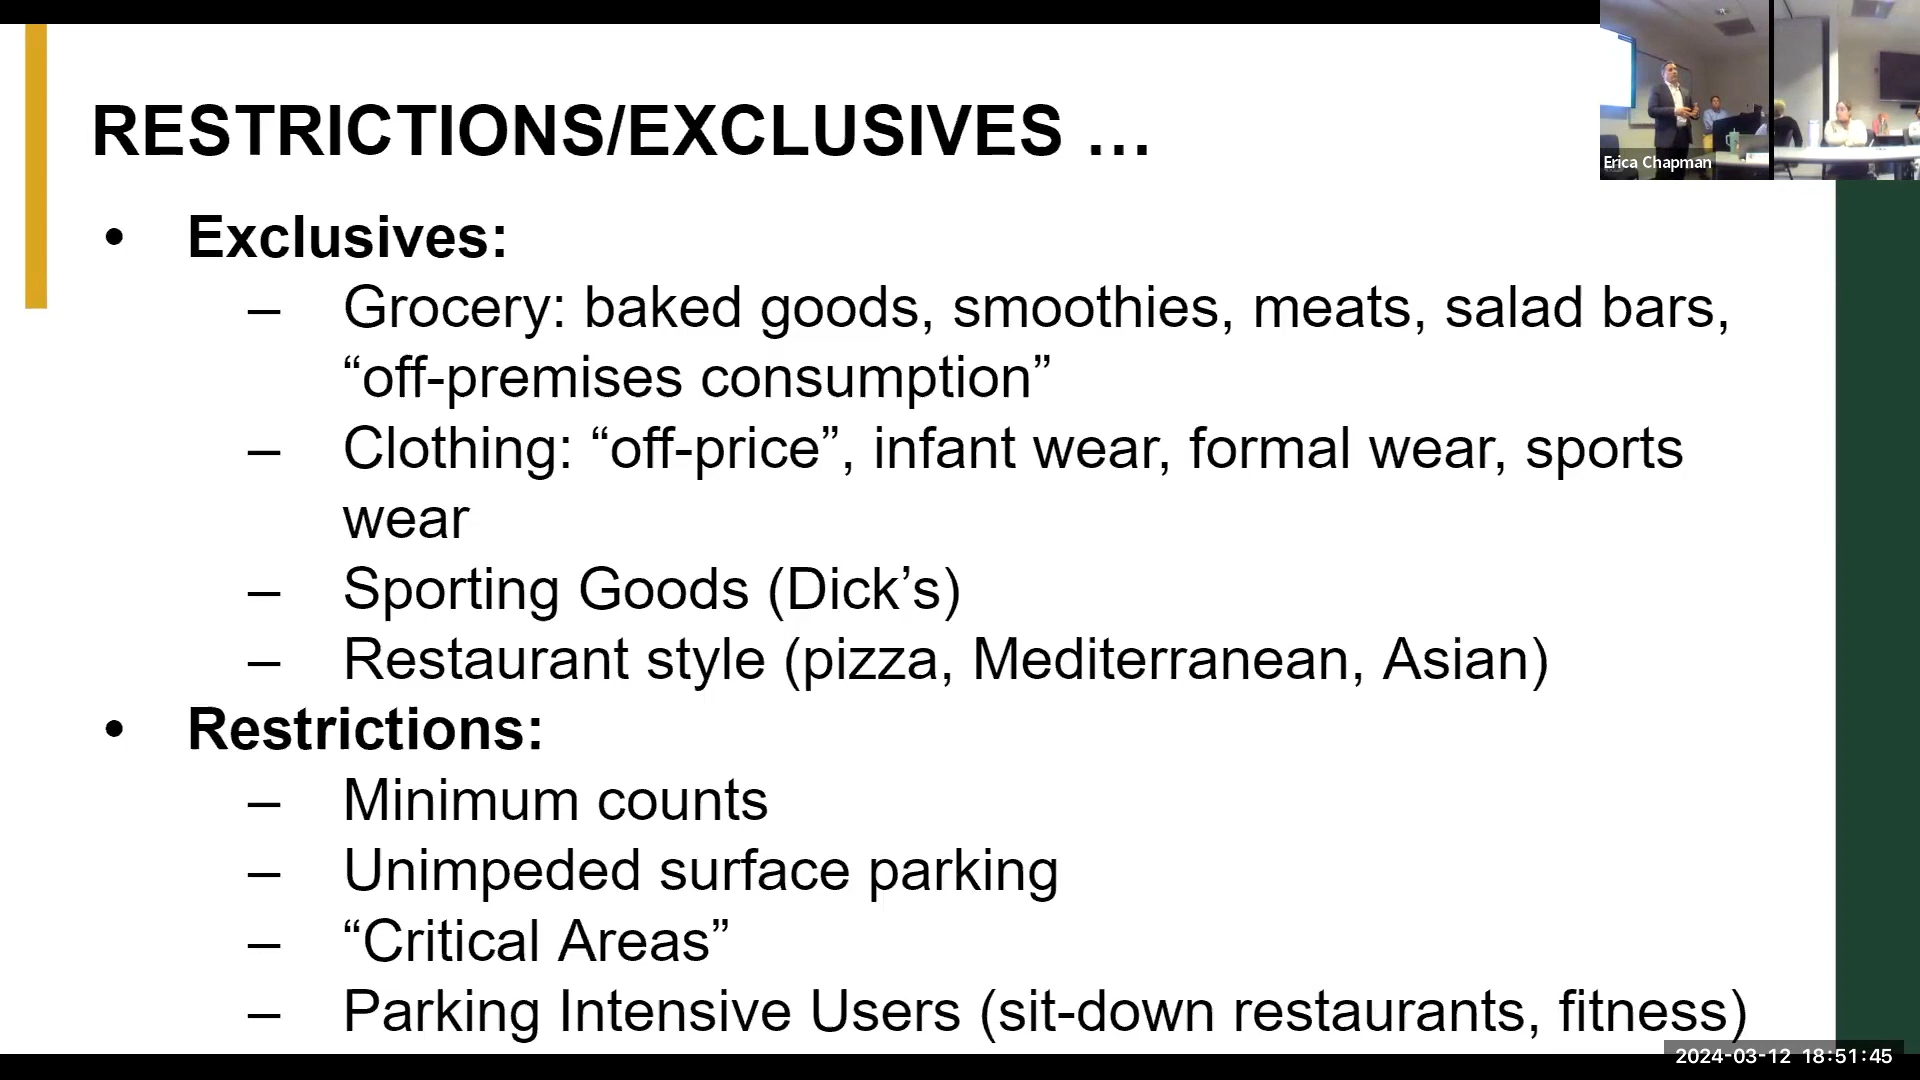 RESTRICTIONS/EXCLUSIVES …
Erica Chapman
• Exclusives:
– Grocery: baked goods, smoothies, meats, salad bars,
“off-premises consumption”
– Clothing: “off-price”, infant wear, formal wear, sports
wear
– Sporting Goods (Dick’s)
– Restaurant style (pizza, Mediterranean, Asian)
• Restrictions:
– Minimum counts
– Unimpeded surface parking
– “Critical Areas”
– Parking Intensive Users (sit-down restaurants, fitness)
2024-03-12 18:51:45